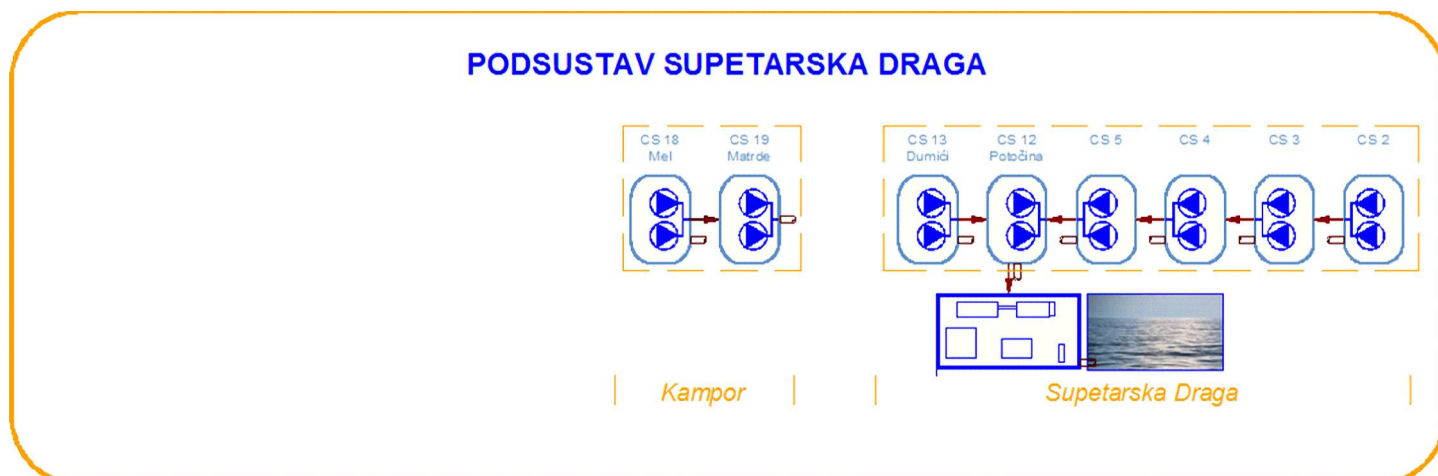 PODSUSTAV SUPETARSKA DRAGA
CS 18
Mel
CS 19
Matrde
CS 13
Dumići
CS 12
Potočina
CS 5
CS 4
CS 3
CS 2
Kampor
Supetarska Draga